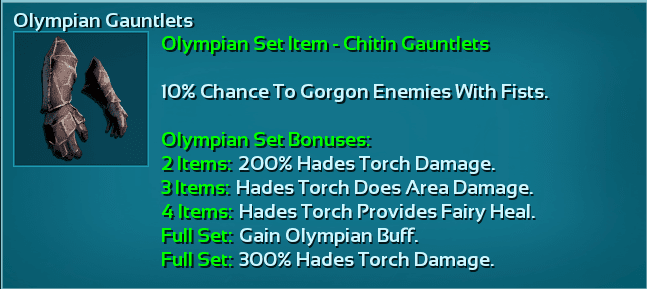 Olympian Gauntlets
Olympian Set Item - Chitin Gauntlets
10% Chance To Gorgon Enemies With Fists.
Olympian Set Bonuses:
2 Items: 200% Hades Torch Damage.
3 Items: Hades Torch Does Area Damage.
4 Items: Hades Torch Provides Fairy Heal.
Full Set: Gain Olympian Buff.
Full Set: 300% Hades Torch Damage.